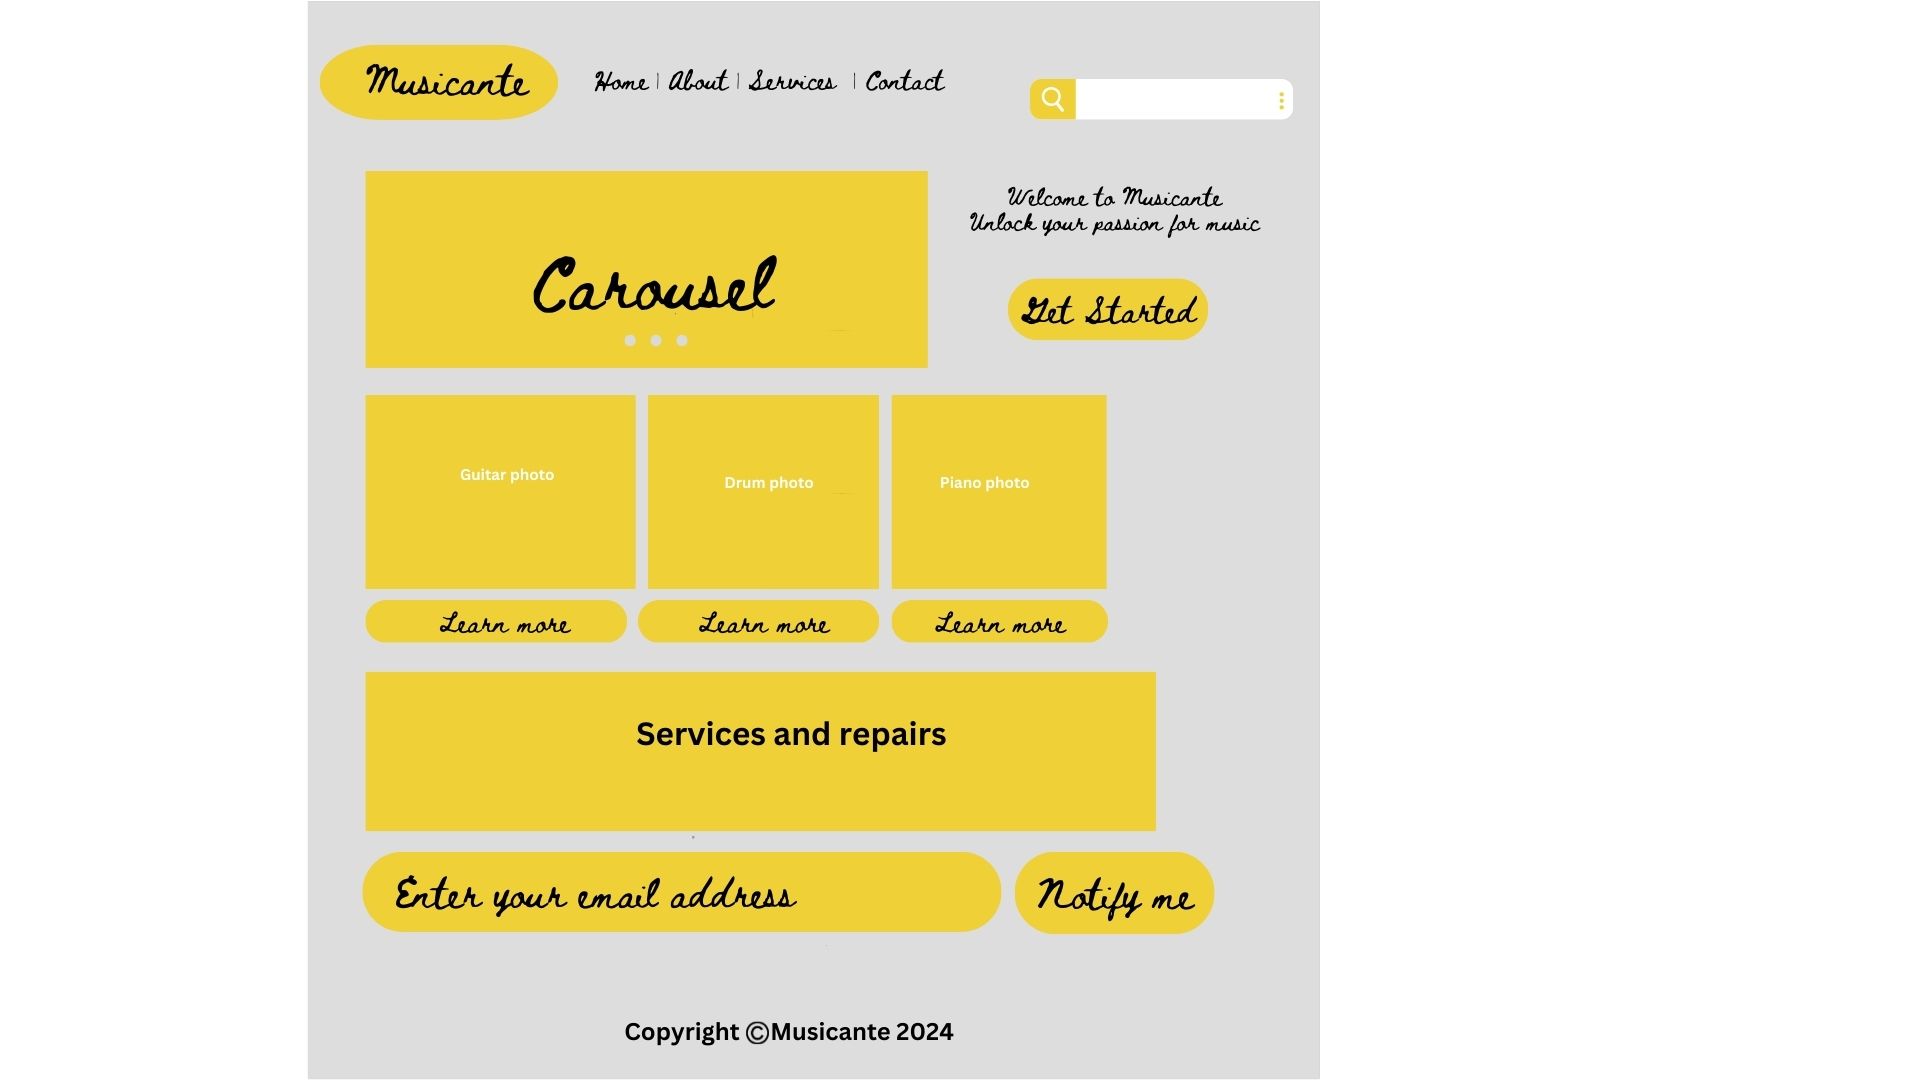 Musicante
Home | About | Services | Contact
Welcome to Musicante
Unlock your passion for music
Carousel
Get Started
Guitar photo
Drum photo
Piano photo
Learn more
Learn more
Learn more
Services and repairs
Enter your email address
Notify me
Copyright ©Musicante 2024